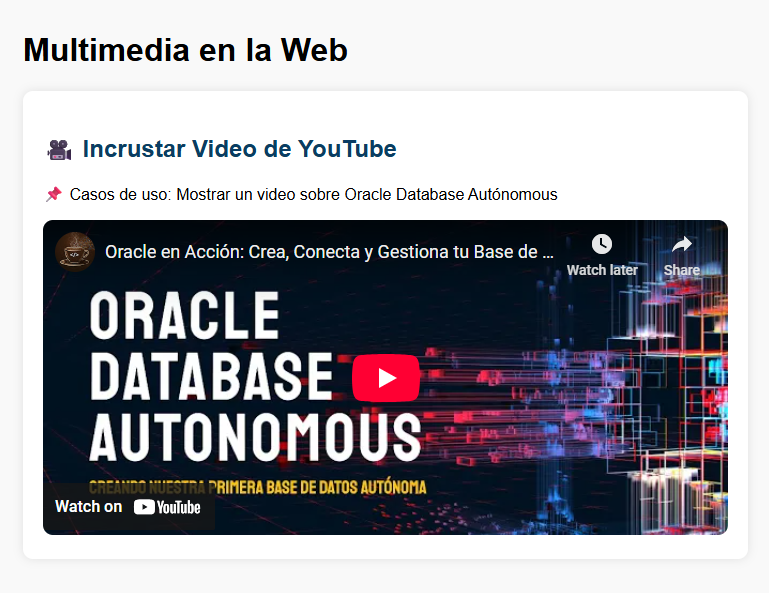 Multimedia en la Web
Incrustar Video de YouTube
Casos de uso: Mostrar un video sobre Oracle Database Autónomous
Oracle en Acción: Crea, Conecta y Gestiona tu Base de ...
Watch later
Share
ORACLE
DATABASE
AUTONOMOUS
CREANDO NUESTRA PRIMERA BASE DE DATOS AUTÓNOMA
Watch on YouTube